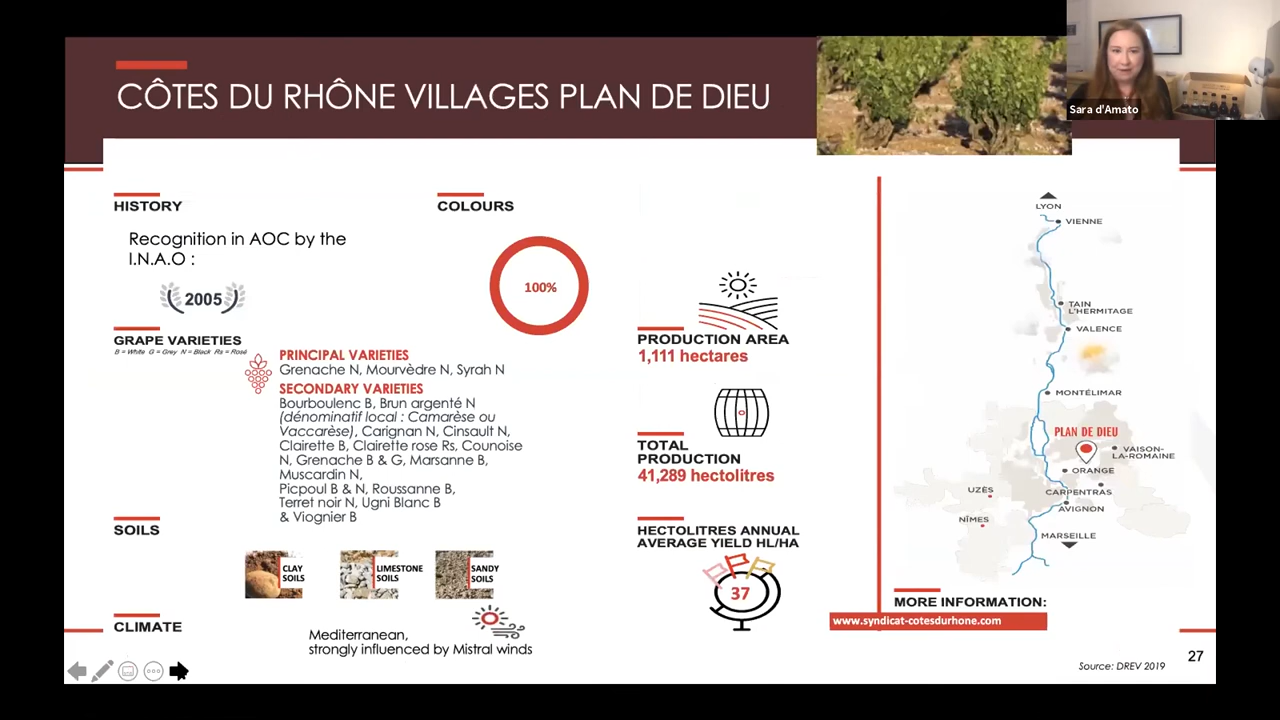 CÔTES DU RHÔNE VILLAGES PLAN DE DIEU
Sara d'Amato
HISTORY
Recognition in AOC by the
I.N.A.O :
2005
COLOURS
100%
GRAPE VARIETIES
B = White G = Grey N = Black Rs = Rosé
PRINCIPAL VARIETIES
Grenache N, Mourvèdre N, Syrah N
SECONDARY VARIETIES
Bourboulenc B, Brun argenté N
(dénominatif local : Camarèse ou
Vaccarèse), Carignan N, Cinsault N,
Clairette B, Clairette rose Rs, Counoise
N, Grenache B & G, Marsanne B,
Muscardin N,
Picpoul B & N, Roussanne B,
Terret noir N, Ugni Blanc B
& Viognier B
SOILS
CLAY
SOILS
LIMESTONE
SOILS
SANDY
SOILS
CLIMATE
Mediterranean,
strongly influenced by Mistral winds
PRODUCTION AREA
1,111 hectares
TOTAL
PRODUCTION
41,289 hectolitres
HECTOLITRES ANNUAL
AVERAGE YIELD HL/HA
37
LYON
VIENNE
TAIN
L'HERMITAGE
VALENCE
MONTÉLIMAR
PLAN DE DIEU
VAISON-
LA-ROMAINE
ORANGE
UZÈS
CARPENTRAS
AVIGNON
NÎMES
MARSEILLE
MORE INFORMATION:
www.syndicat-cotesdurhone.com
Source: DREV 2019
27